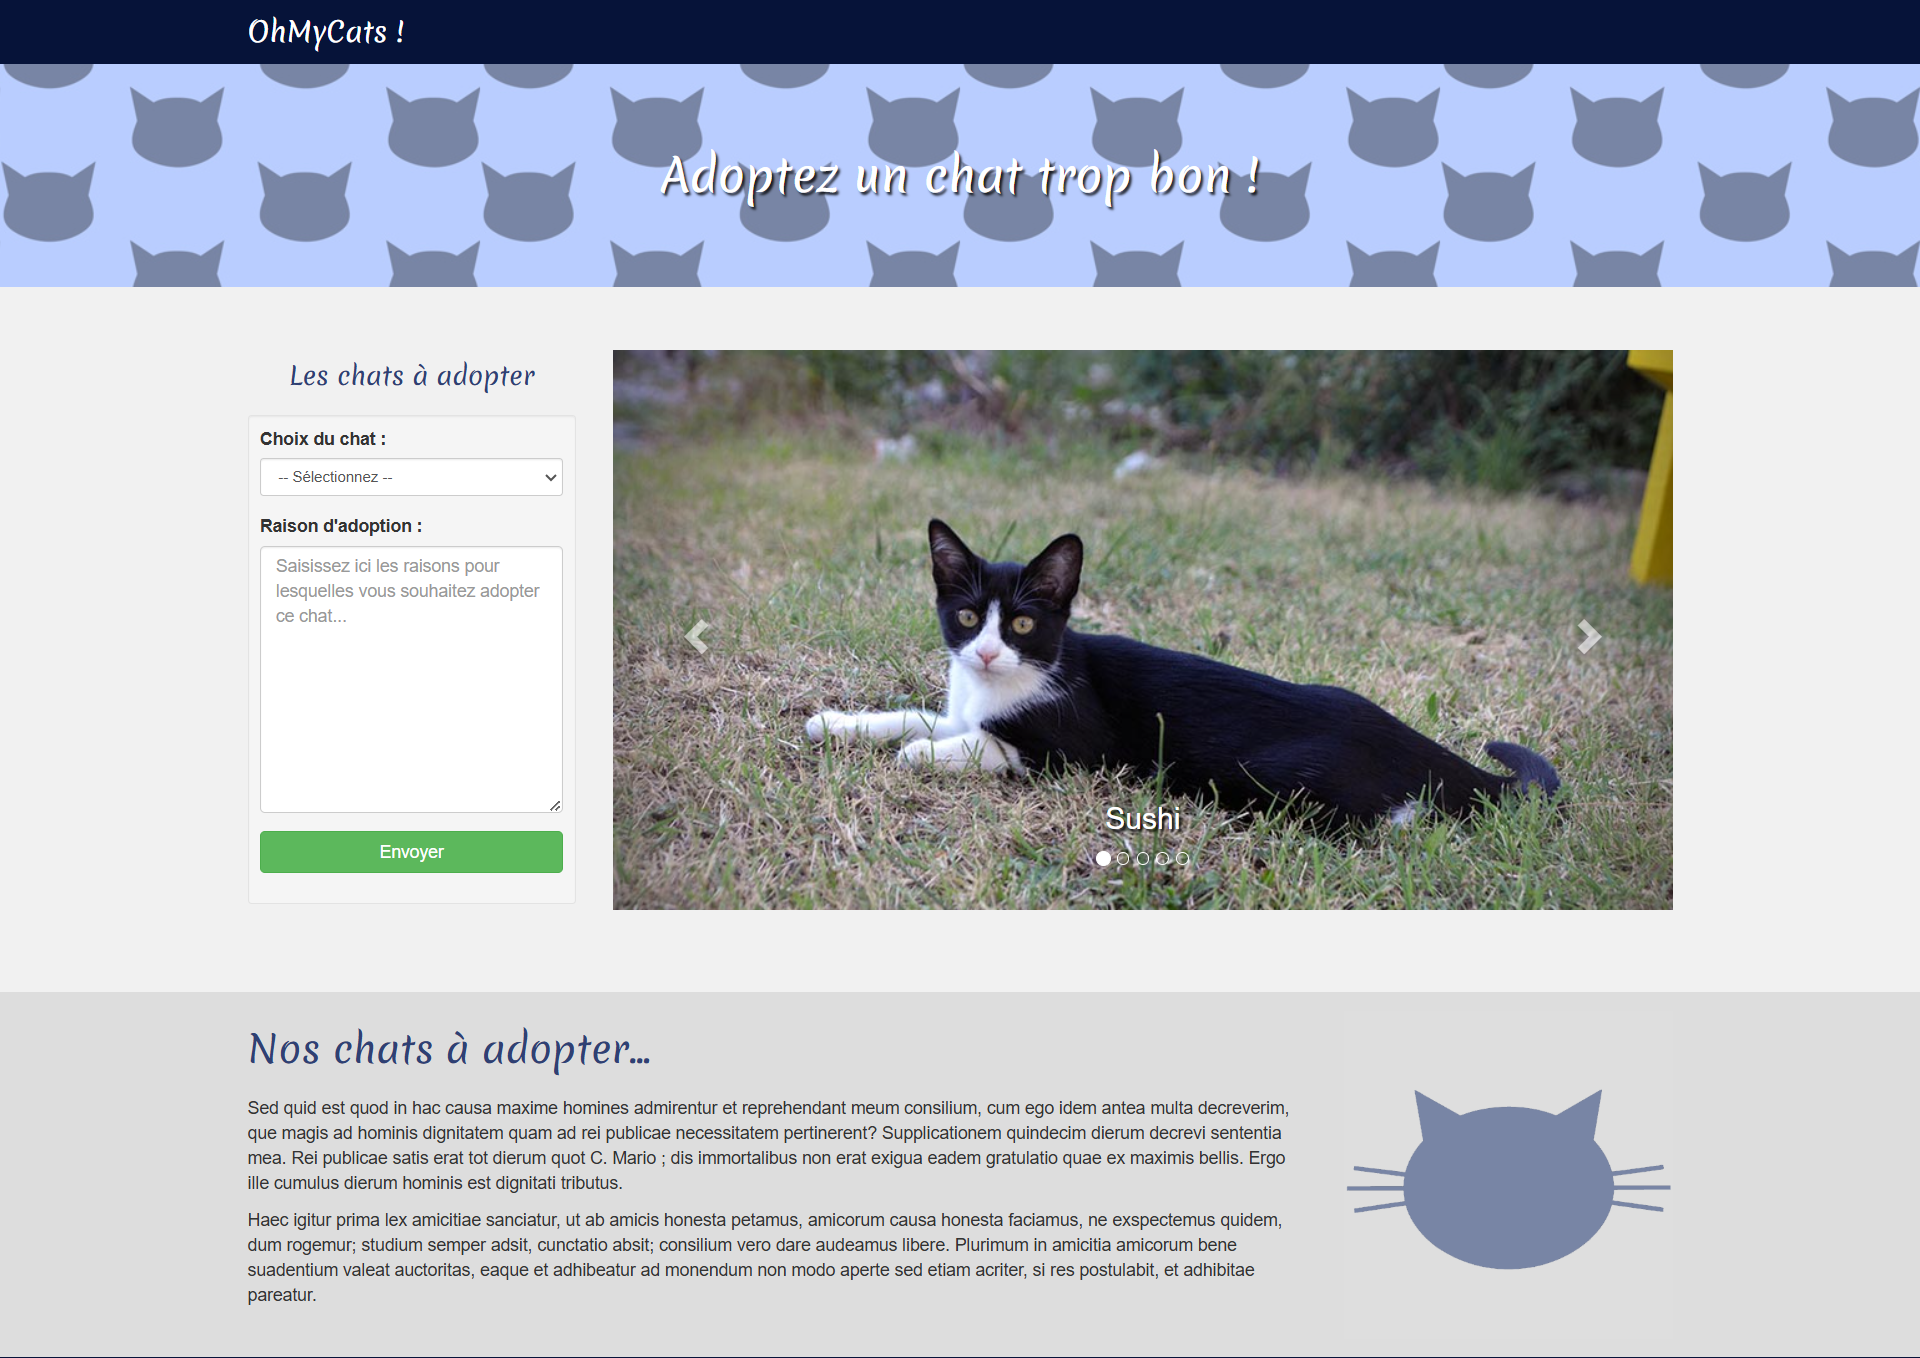 OhMyCats !
Adoptez un chat trop bon !
Les chats à adopter
Choix du chat :
-- Sélectionnez --
Raison d'adoption :
Saisissez ici les raisons pour
lesquelles vous souhaitez adopter
ce chat...
Envoyer
Sushi
Nos chats à adopter...
Sed quid est quod in hac causa maxime homines admirentur et reprehendant meum consilium, cum ego idem antea multa decreverim,
que magis ad hominis dignitatem quam ad rei publicae necessitatem pertinerent? Supplicationem quindecim dierum decrevi sententia
mea. Rei publicae satis erat tot dierum quot C. Mario ; dis immortalibus non erat exigua eadem gratulatio quae ex maximis bellis. Ergo
ille cumulus dierum hominis est dignitati tributus.
Haec igitur prima lex amicitiae sanciatur, ut ab amicis honesta petamus, amicorum causa honesta faciamus, ne exspectemus quidem,
dum rogemur; studium semper adsit, cunctatio absit; consilium vero dare audeamus libere. Plurimum in amicitia amicorum bene
suadentium valeat auctoritas, eaque et adhibeatur ad monendum non modo aperte sed etiam acriter, si res postulabit, et adhibitae
pareatur.